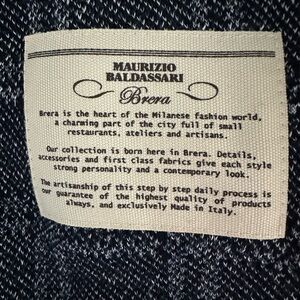 MAURIZIO
BALDASSARI
Brera
Brera is the heart of the Milanese fashion world,
a charming part of the city full of small
restaurants, ateliers and artisans.
Our collection is born here in Brera. Details,
accessories and first class fabrics give each style
strong personality and a contemporary look.
The artisanship of this step by step daily process is
our guarantee of the highest quality of products
always, and exclusively Made in Italy.